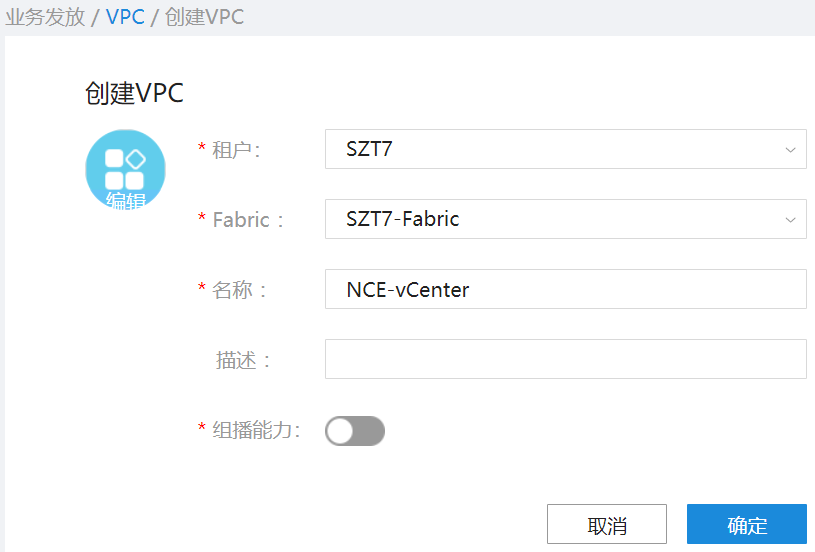 业务发放 / VPC / 创建VPC
创建VPC
编辑
* 租户：
SZT7
* Fabric：
SZT7-Fabric
* 名称：
NCE-vCenter
描述：
* 组播能力：
取消
确定